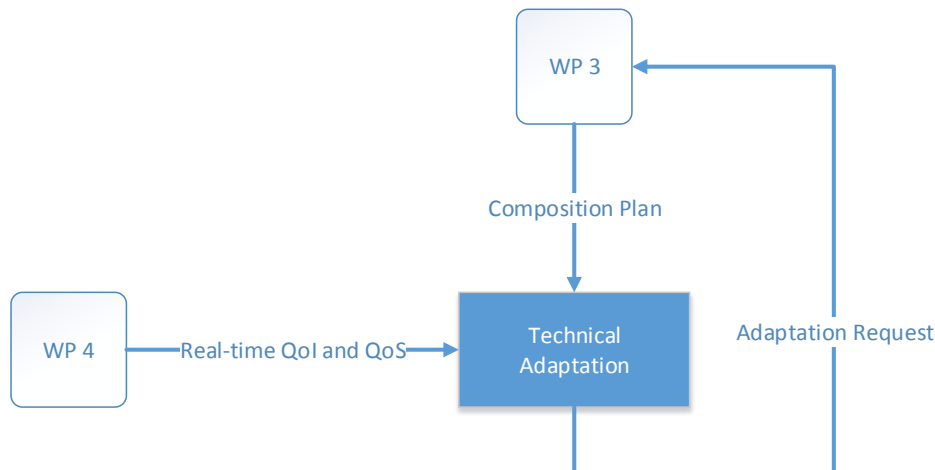 WP 3
Composition Plan
WP 4
Real-time QoI and QoS
Technical
Adaptation
Adaptation Request